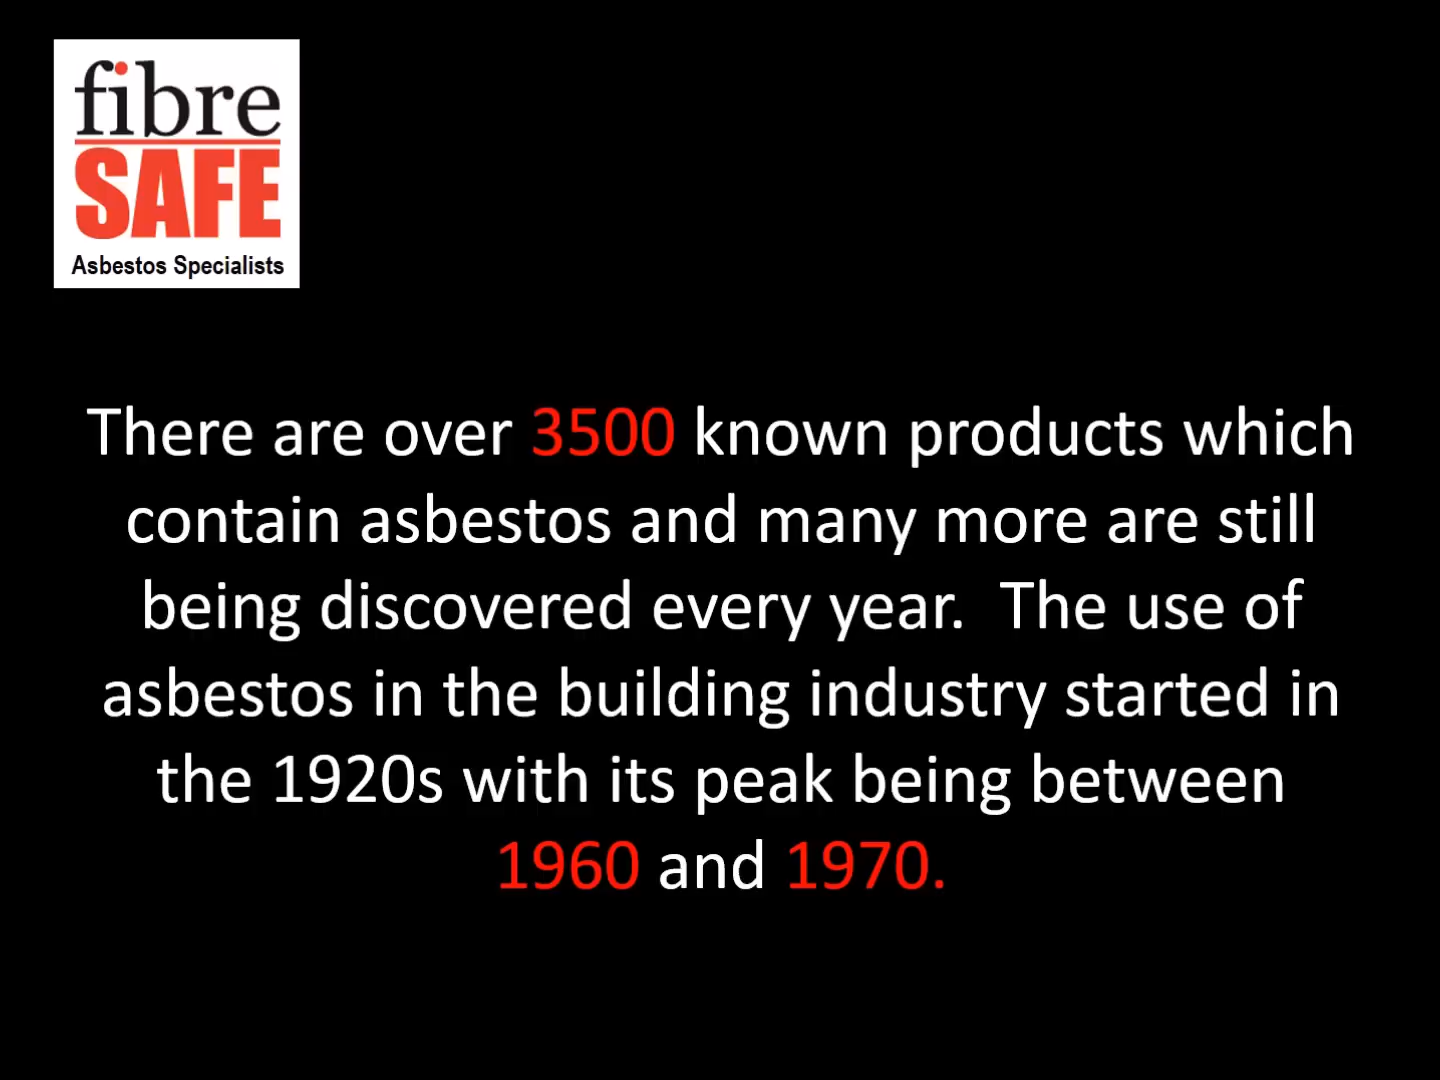 fibre
SAFE
Asbestos Specialists
There are over 3500 known products which
contain asbestos and many more are still
being discovered every year.  The use of
asbestos in the building industry started in
the 1920s with its peak being between
1960 and 1970.